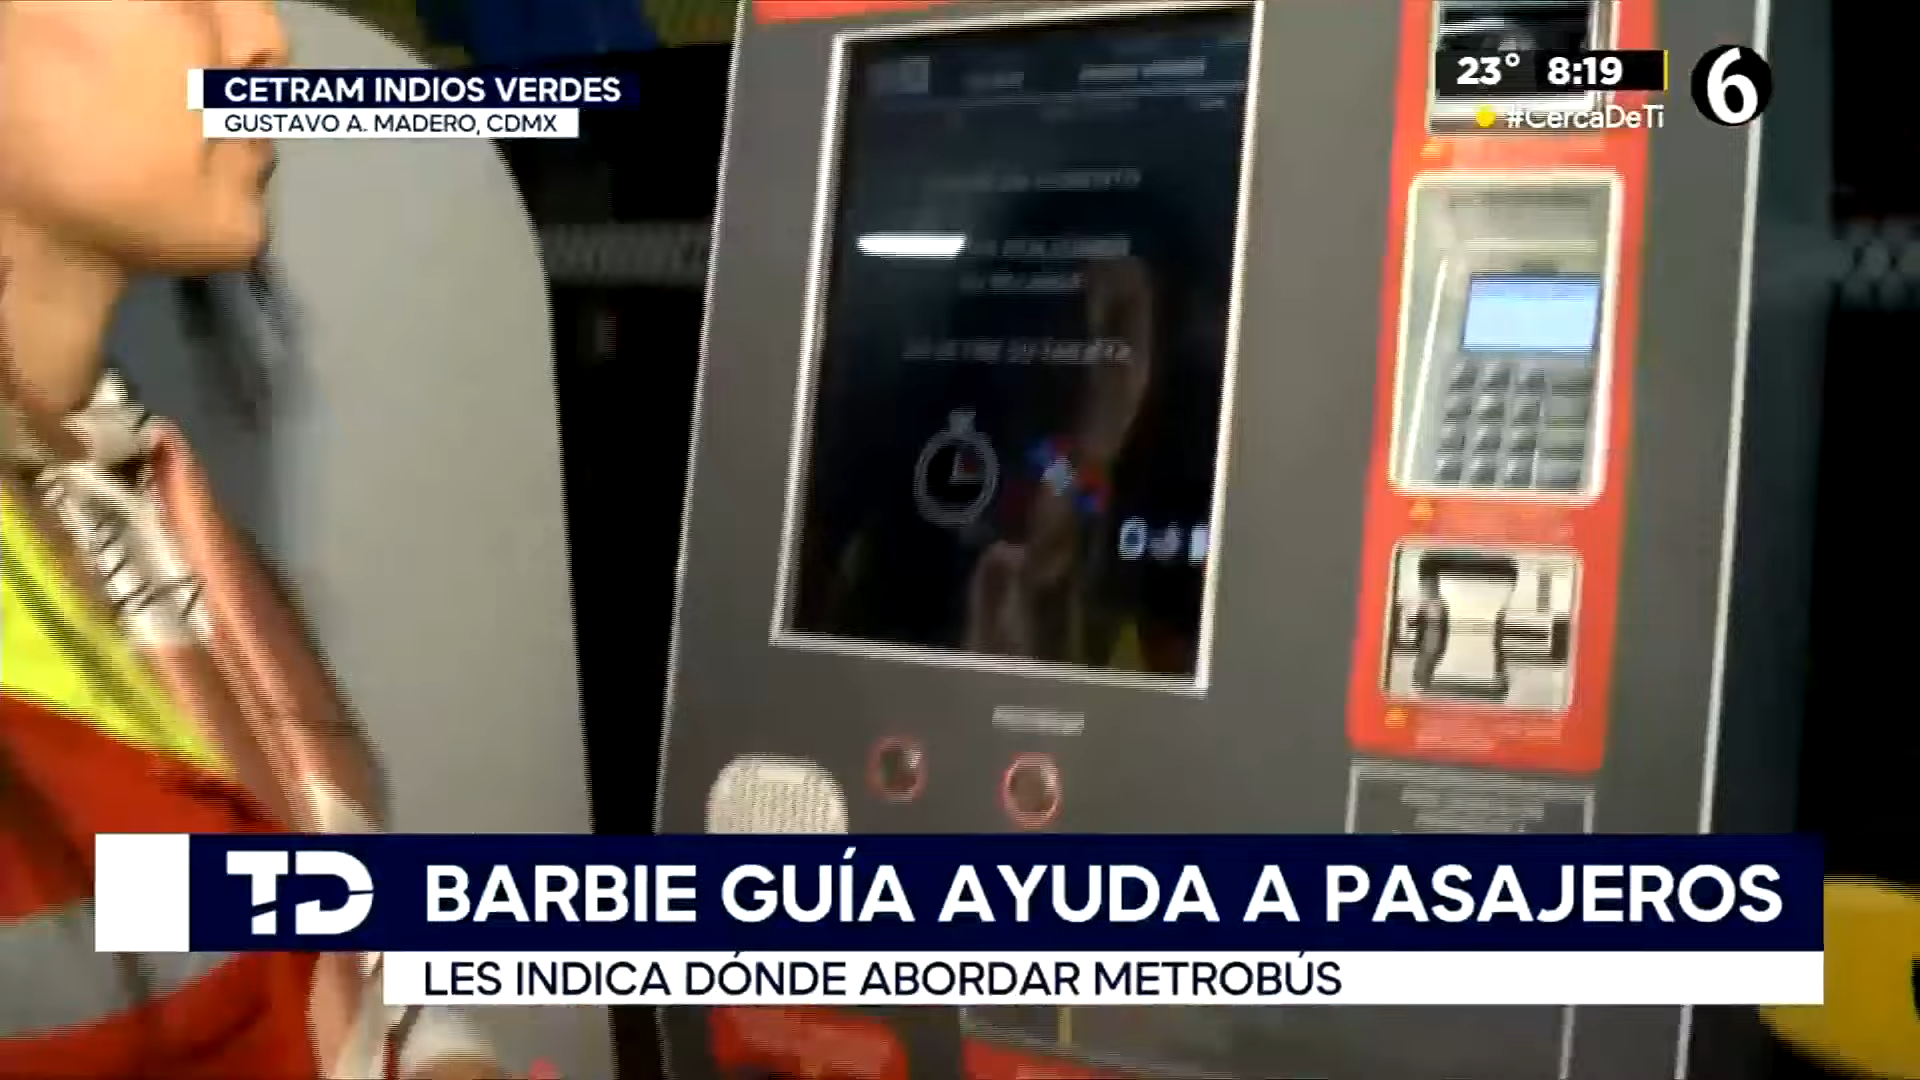 CETRAM INDIOS VERDES
GUSTAVO A. MADERO, CDMX
23° 8:19
6
#CercaDeTi
TD
BARBIE GUÍA AYUDA A PASAJEROS
LES INDICA DÓNDE ABORDAR METROBÚS